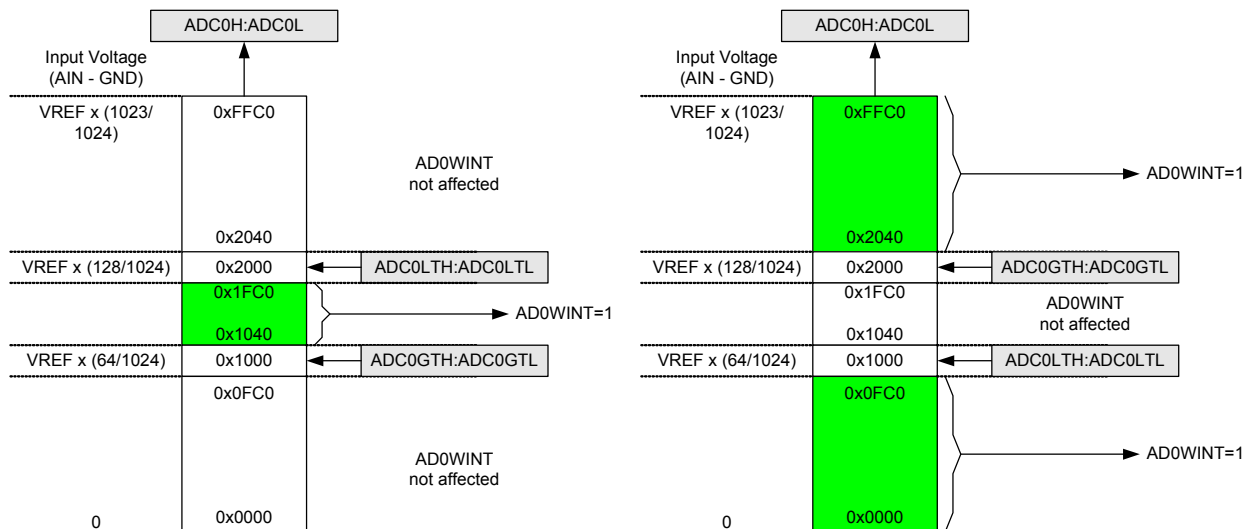 ADC0H:ADC0L
Input Voltage
(AIN - GND)
VREF x (1023/
1024)
0xFFC0
AD0WINT
not affected
0x2040
VREF x (128/1024)
0x2000
ADC0LTH:ADC0LTL
0x1FC0
AD0WINT=1
0x1040
VREF x (64/1024)
0x1000
ADC0GTH:ADC0GTL
0x0FC0
AD0WINT
not affected
0
0x0000
ADC0H:ADC0L
Input Voltage
(AIN - GND)
VREF x (1023/
1024)
0xFFC0
AD0WINT=1
0x2040
VREF x (128/1024)
0x2000
ADC0GTH:ADC0GTL
0x1FC0
AD0WINT
not affected
0x1040
VREF x (64/1024)
0x1000
ADC0LTH:ADC0LTL
0x0FC0
AD0WINT=1
0
0x0000